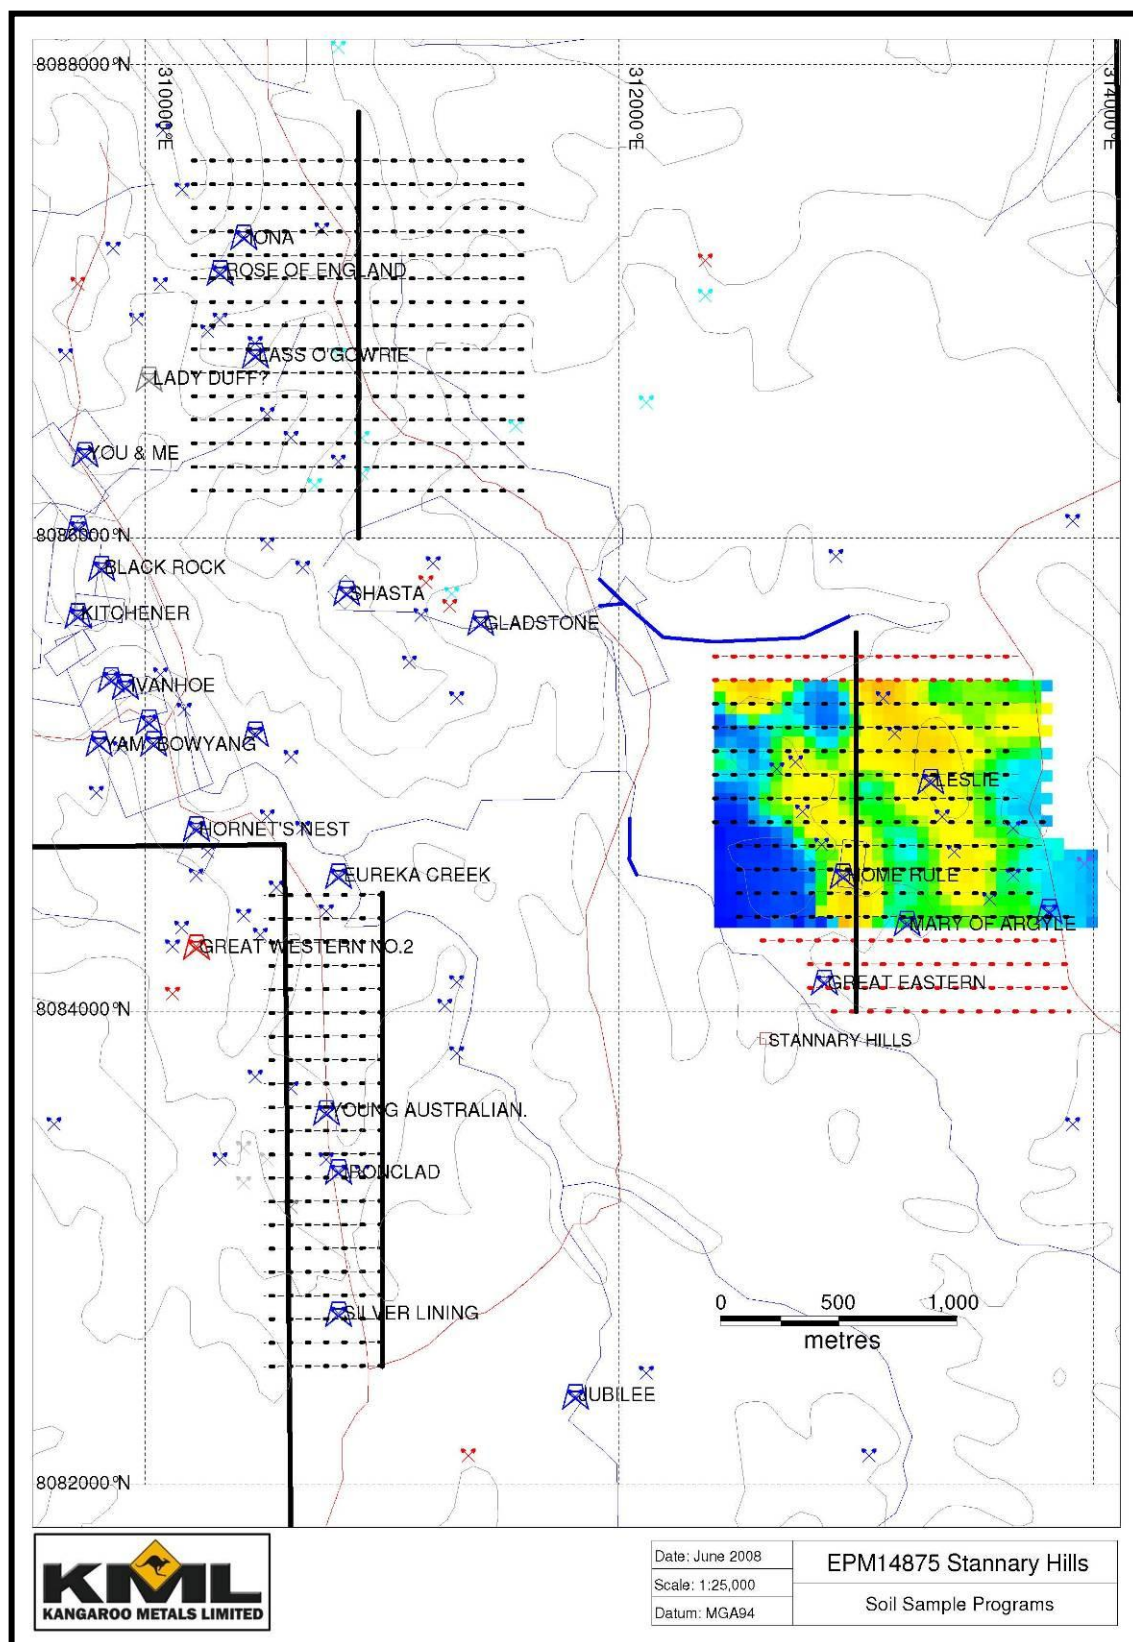 8088000°N
310000°E
312000°E
314000°E
IONA
ROSE OF ENGLAND
LASS O'GOWRIE
LADY DUFF?
YOU & ME
8086000°N
BLACK ROCK
SHASTA
KITCHENER
GLADSTONE
IVANHOE
YAM
BOWYANG
LESLIE
HORNET'S NEST
EUREKA CREEK
HOME RULE
MARY OF ARGYLE
GREAT WESTERN NO.2
GREAT EASTERN
8084000°N
STANNARY HILLS
YOUNG AUSTRALIAN.
IRONCLAD
SILVER LINING
0 500 1,000
metres
JUBILEE
8082000°N
KML
KANGAROO METALS LIMITED
Date: June 2008
Scale: 1:25,000
Datum: MGA94
EPM14875 Stannary Hills
Soil Sample Programs